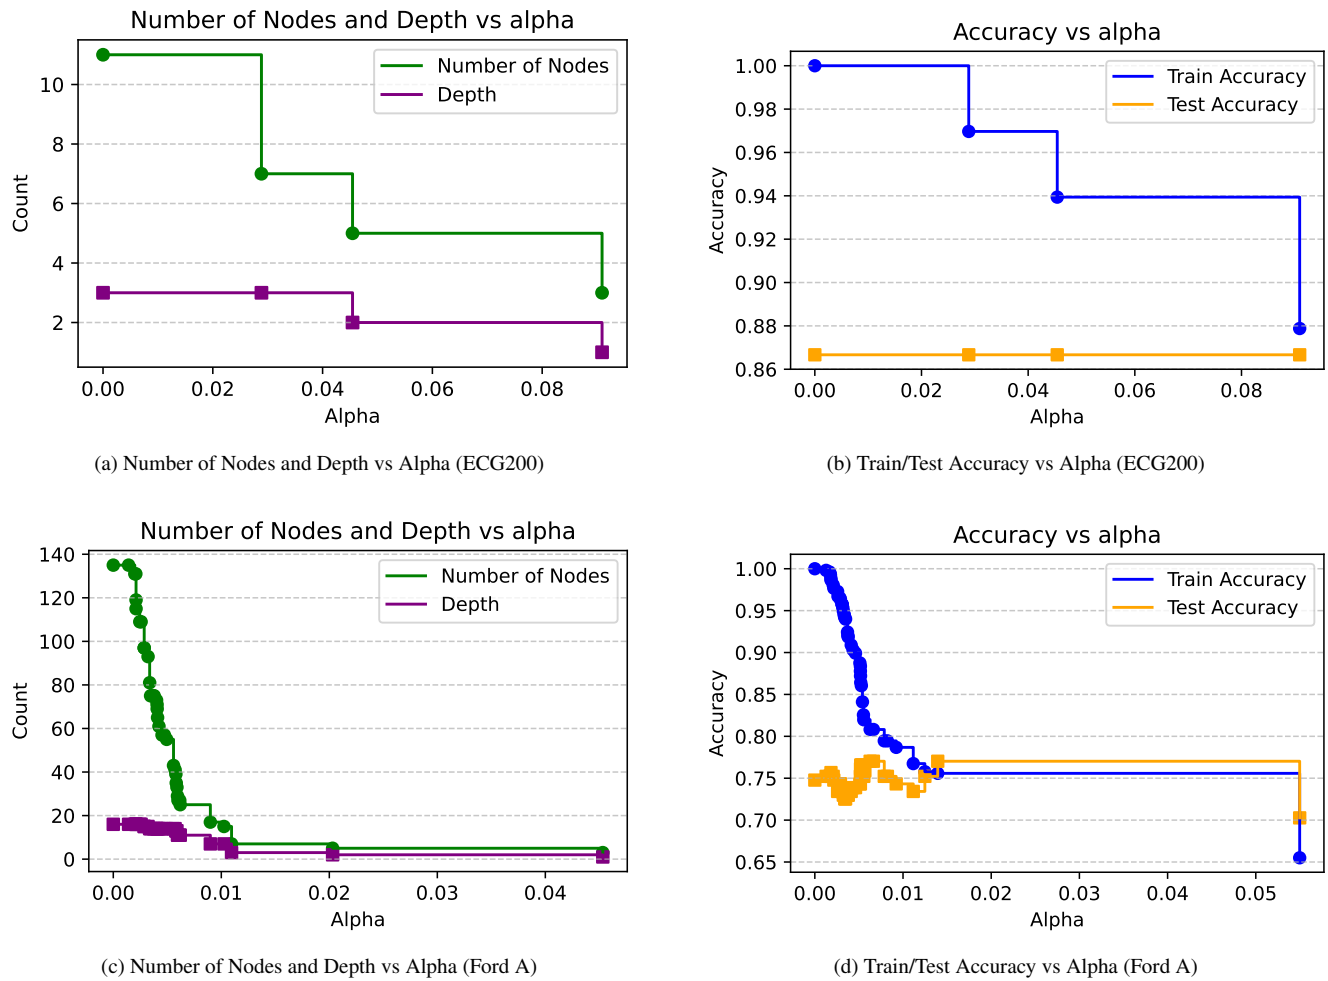 Number of Nodes and Depth vs alpha
Number of Nodes
Depth
Count
10
8
6
4
2
0.00 0.02 0.04 0.06 0.08
Alpha
(a) Number of Nodes and Depth vs Alpha (ECG200)
Accuracy vs alpha
Train Accuracy
Test Accuracy
Accuracy
1.00
0.98
0.96
0.94
0.92
0.90
0.88
0.86
0.00 0.02 0.04 0.06 0.08
Alpha
(b) Train/Test Accuracy vs Alpha (ECG200)
Number of Nodes and Depth vs alpha
Number of Nodes
Depth
Count
140
120
100
80
60
40
20
0
0.00 0.01 0.02 0.03 0.04
Alpha
(c) Number of Nodes and Depth vs Alpha (Ford A)
Accuracy vs alpha
Train Accuracy
Test Accuracy
Accuracy
1.00
0.95
0.90
0.85
0.80
0.75
0.70
0.65
0.00 0.01 0.02 0.03 0.04 0.05
Alpha
(d) Train/Test Accuracy vs Alpha (Ford A)